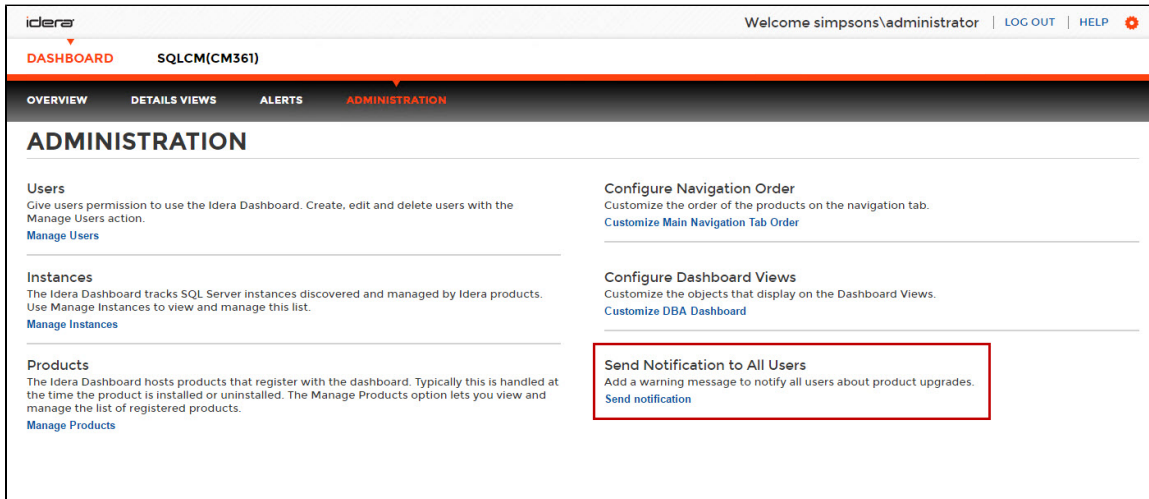 idera
Welcome simpsons\administrator | LOG OUT | HELP
DASHBOARD SQLCM(CM361)
OVERVIEW DETAILS VIEWS ALERTS ADMINISTRATION
ADMINISTRATION
Users
Give users permission to use the Idera Dashboard. Create, edit and delete users with the
Manage Users action.
Manage Users
Instances
The Idera Dashboard tracks SQL Server instances discovered and managed by Idera products.
Use Manage Instances to view and manage this list.
Manage Instances
Products
The Idera Dashboard hosts products that register with the dashboard. Typically this is handled at
the time the product is installed or uninstalled. The Manage Products option lets you view and
manage the list of registered products.
Manage Products
Configure Navigation Order
Customize the order of the products on the navigation tab.
Customize Main Navigation Tab Order
Configure Dashboard Views
Customize the objects that display on the Dashboard Views.
Customize DBA Dashboard
Send Notification to All Users
Add a warning message to notify all users about product upgrades.
Send notification